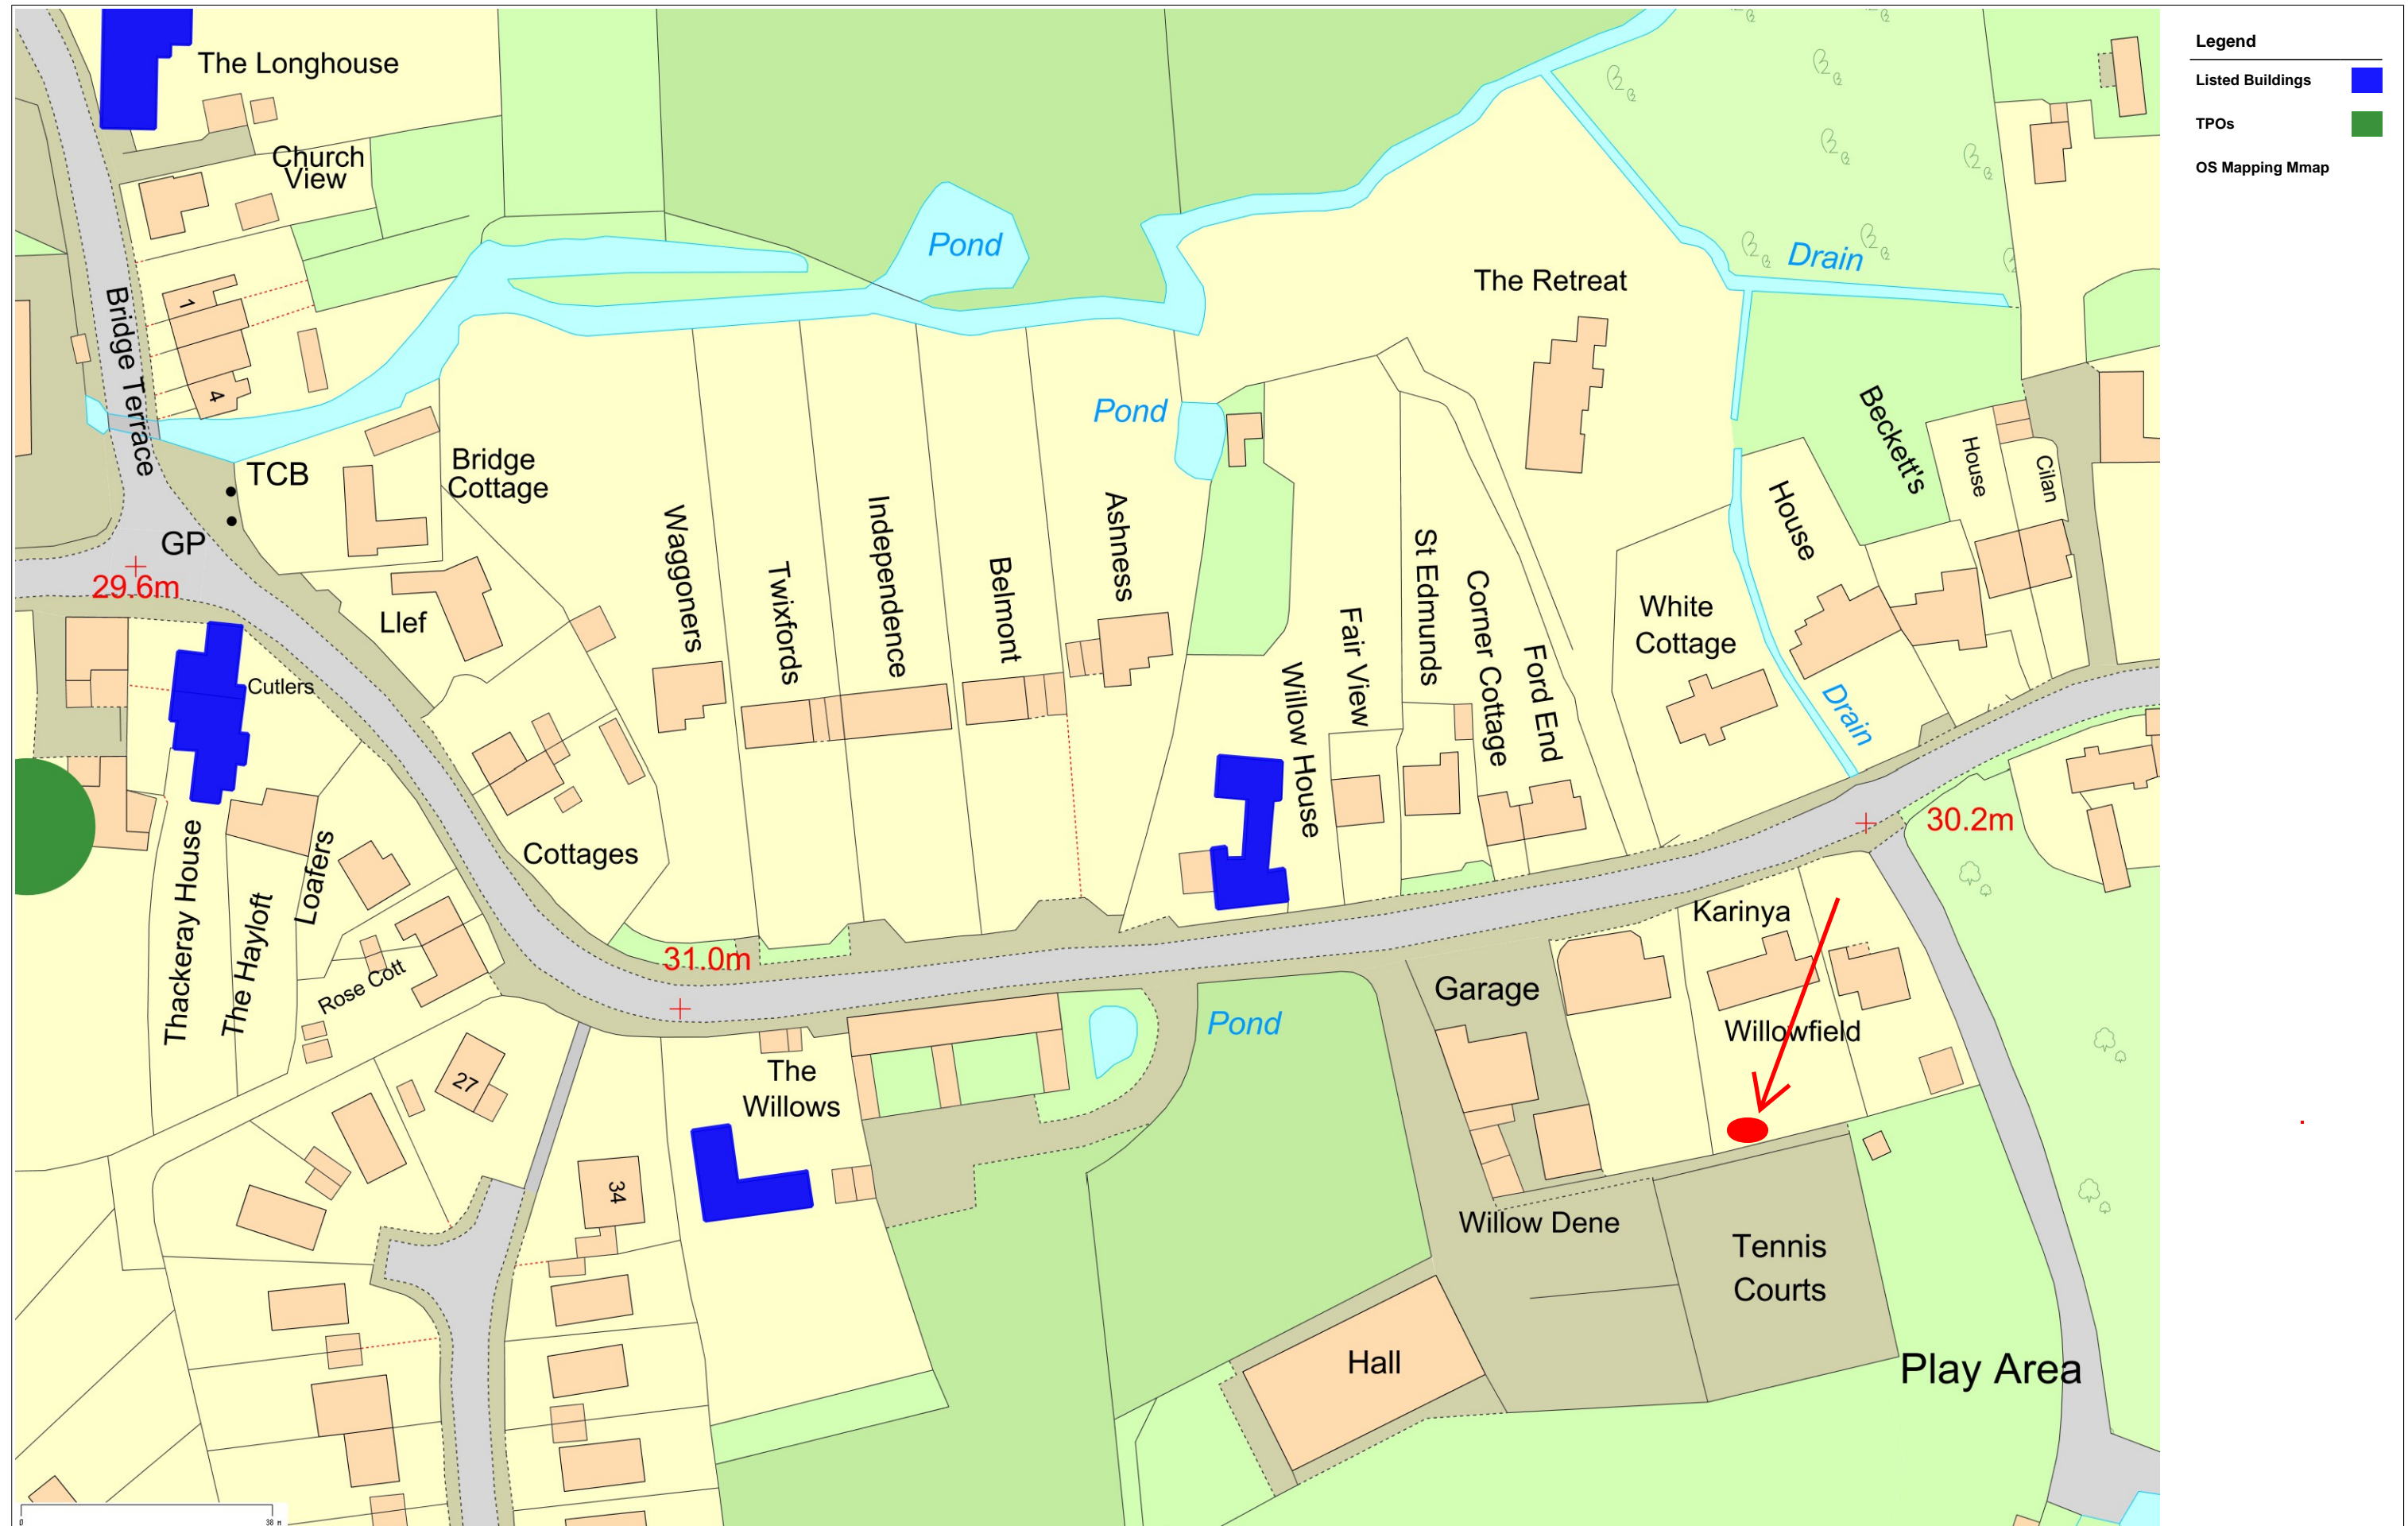 Legend
Listed Buildings
TPOs
OS Mapping Mmap
The Longhouse
Church
View
Pond
The Retreat
Drain
1
Bridge Terrace
4
Pond
TCB
Bridge
Cottage
GP
29.6m
Llef
Waggoners
Twixfords
Independence
Belmont
Ashness
Beckett's
House
Cilan
House
White
Cottage
Drain
Cutlers
Willow House
Fair View
St Edmunds
Corner Cottage
Ford End
30.2m
Cottages
Thackeray House
The Hayloft
Loafers
Rose Cott
31.0m
Karinya
Garage
Pond
Willowfield
The
Willows
27
34
Willow Dene
Tennis
Courts
Hall
Play Area
0
38 M